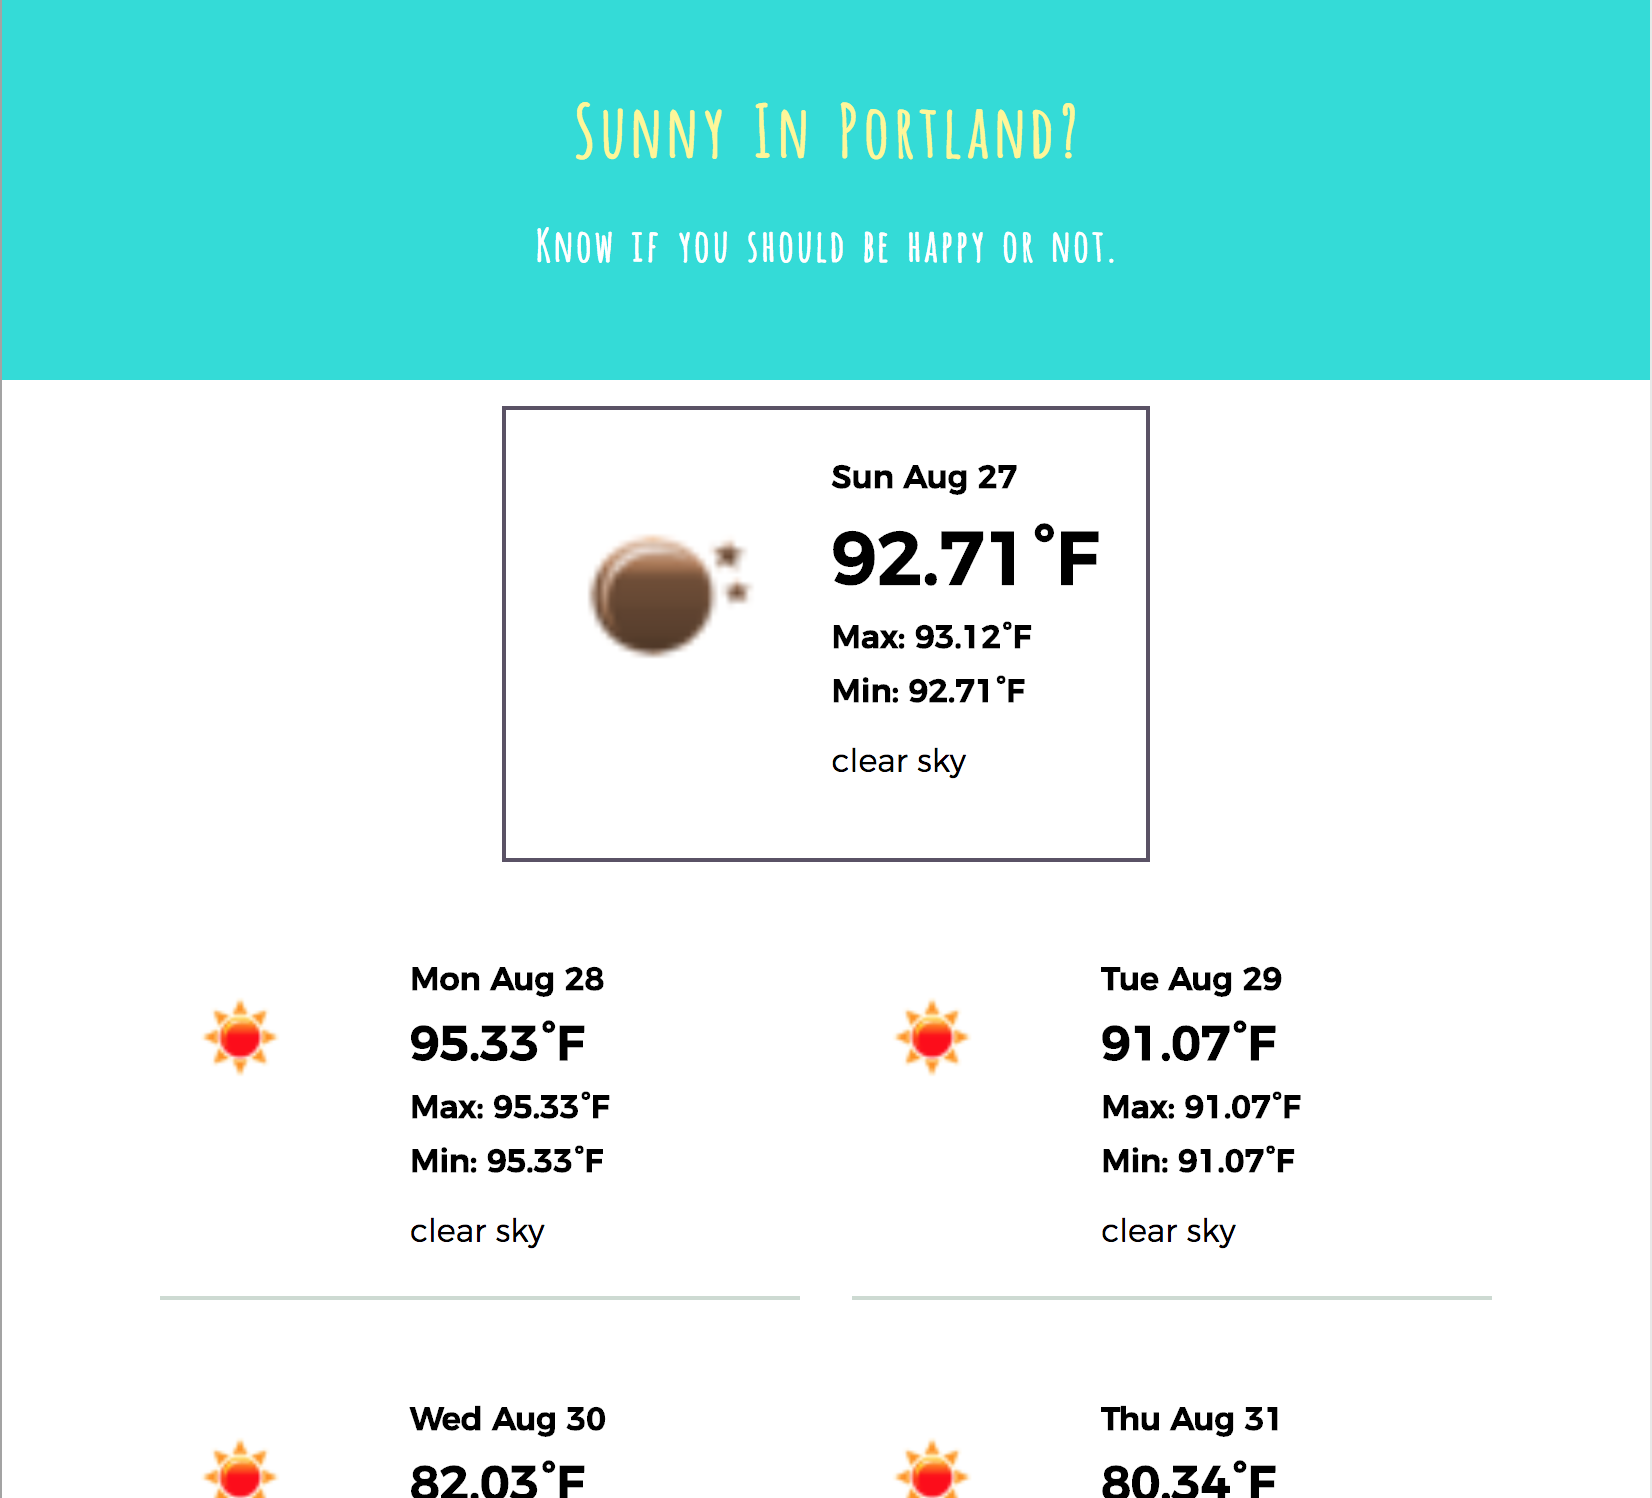 Sunny In Portland?
Know if you should be happy or not.
Sun Aug 27
92.71°F
Max: 93.12°F
Min: 92.71°F
clear sky
Mon Aug 28
95.33°F
Max: 95.33°F
Min: 95.33°F
clear sky
Tue Aug 29
91.07°F
Max: 91.07°F
Min: 91.07°F
clear sky
Wed Aug 30
82.03°F
Thu Aug 31
80.34°F